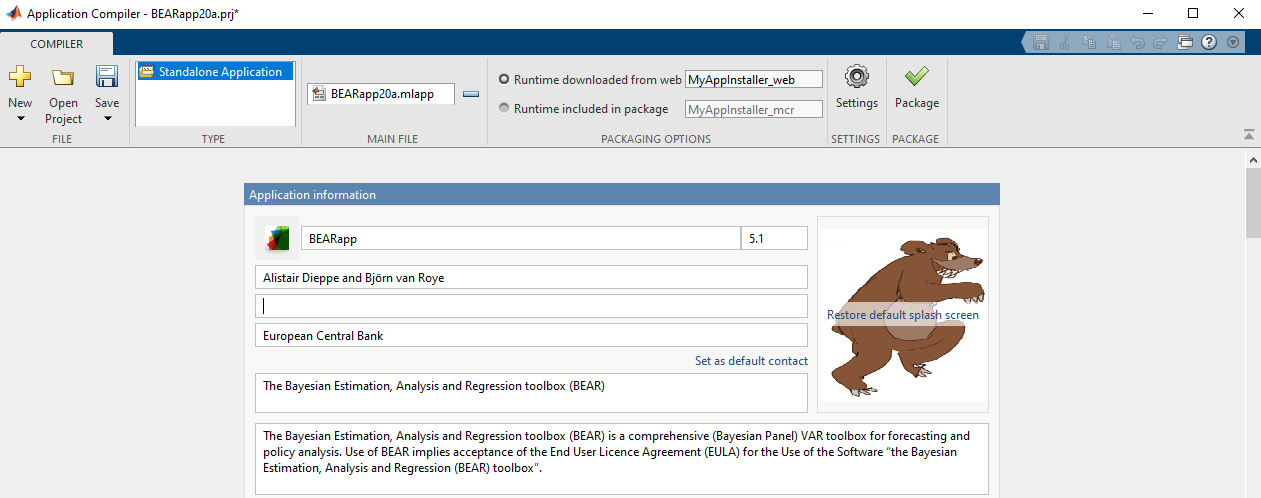 Application Compiler - BEARapp20a.prj*
COMPILER
New
Open
Project
Save
FILE
Standalone Application
TYPE
BEARapp20a.mlapp
MAIN FILE
Runtime downloaded from web
MyAppInstaller_web
Runtime included in package
MyAppInstaller_mcr
PACKAGING OPTIONS
Settings
SETTINGS
Package
PACKAGE
Application information
BEARapp
5.1
Alistair Dieppe and Björn van Roye
European Central Bank
Set as default contact
Restore default splash screen
The Bayesian Estimation, Analysis and Regression toolbox (BEAR)
The Bayesian Estimation, Analysis and Regression toolbox (BEAR) is a comprehensive (Bayesian Panel) VAR toolbox for forecasting and
policy analysis. Use of BEAR implies acceptance of the End User Licence Agreement (EULA) for the Use of the Software “the Bayesian
Estimation, Analysis and Regression (BEAR) toolbox”.